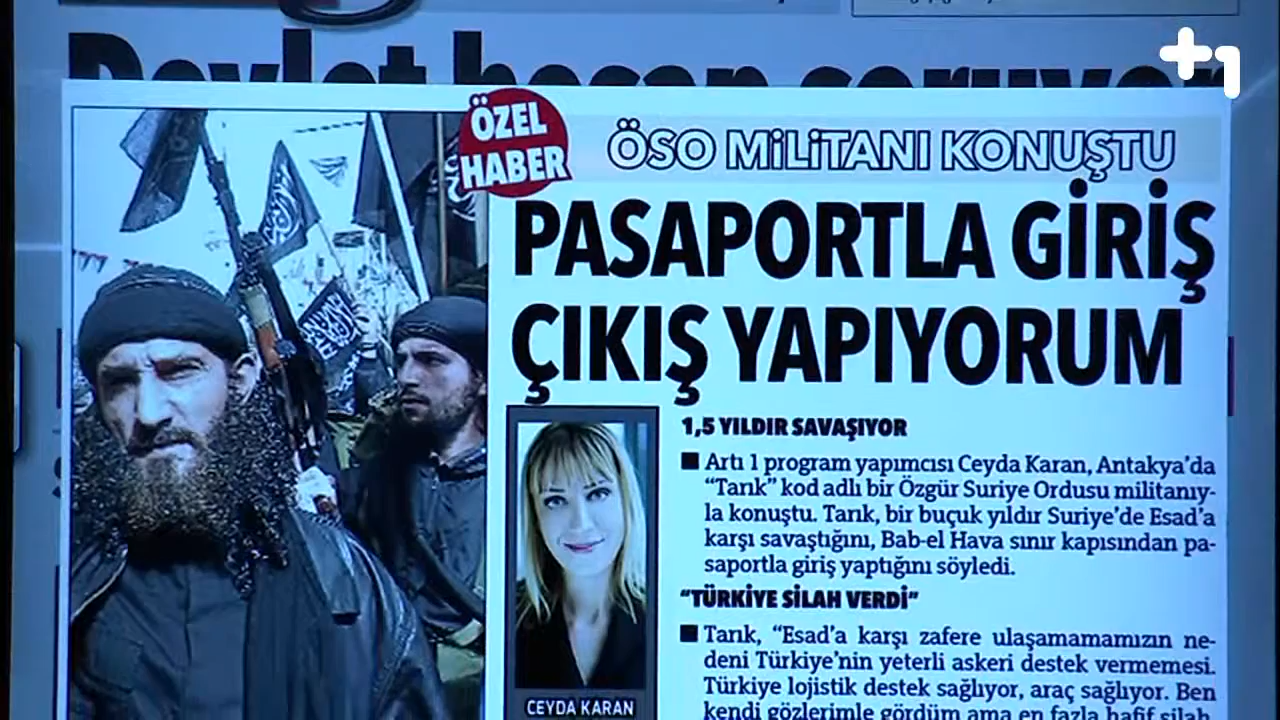 +1
Devlet hesap soruyor
ÖZEL
HABER
ÖSO MiLiTANI KONUŞTU
PASAPORTLA GİRİŞ
ÇIKIŞ YAPIYORUM
1,5 YILDIR SAVAŞIYOR
■ Artı 1 program yapımcısı Ceyda Karan, Antakya’da
“Tarık” kod adlı bir Özgür Suriye Ordusu militanıy-
la konuştu. Tarık, bir buçuk yıldır Suriye’de Esad’a
karşı savaştığını, Bab-el Hava sınır kapısından pa-
saportla giriş yaptığını söyledi.
“TÜRKİYE SİLAH VERDİ”
■ Tarık, “Esad’a karşı zafere ulaşamamamızın ne-
deni Türkiye’nin yeterli askeri destek vermemesi.
Türkiye lojistik destek sağlıyor, araç sağlıyor. Ben
kendi gözlerimle gördüm ama en fazla hafif silah
CEYDA KARAN